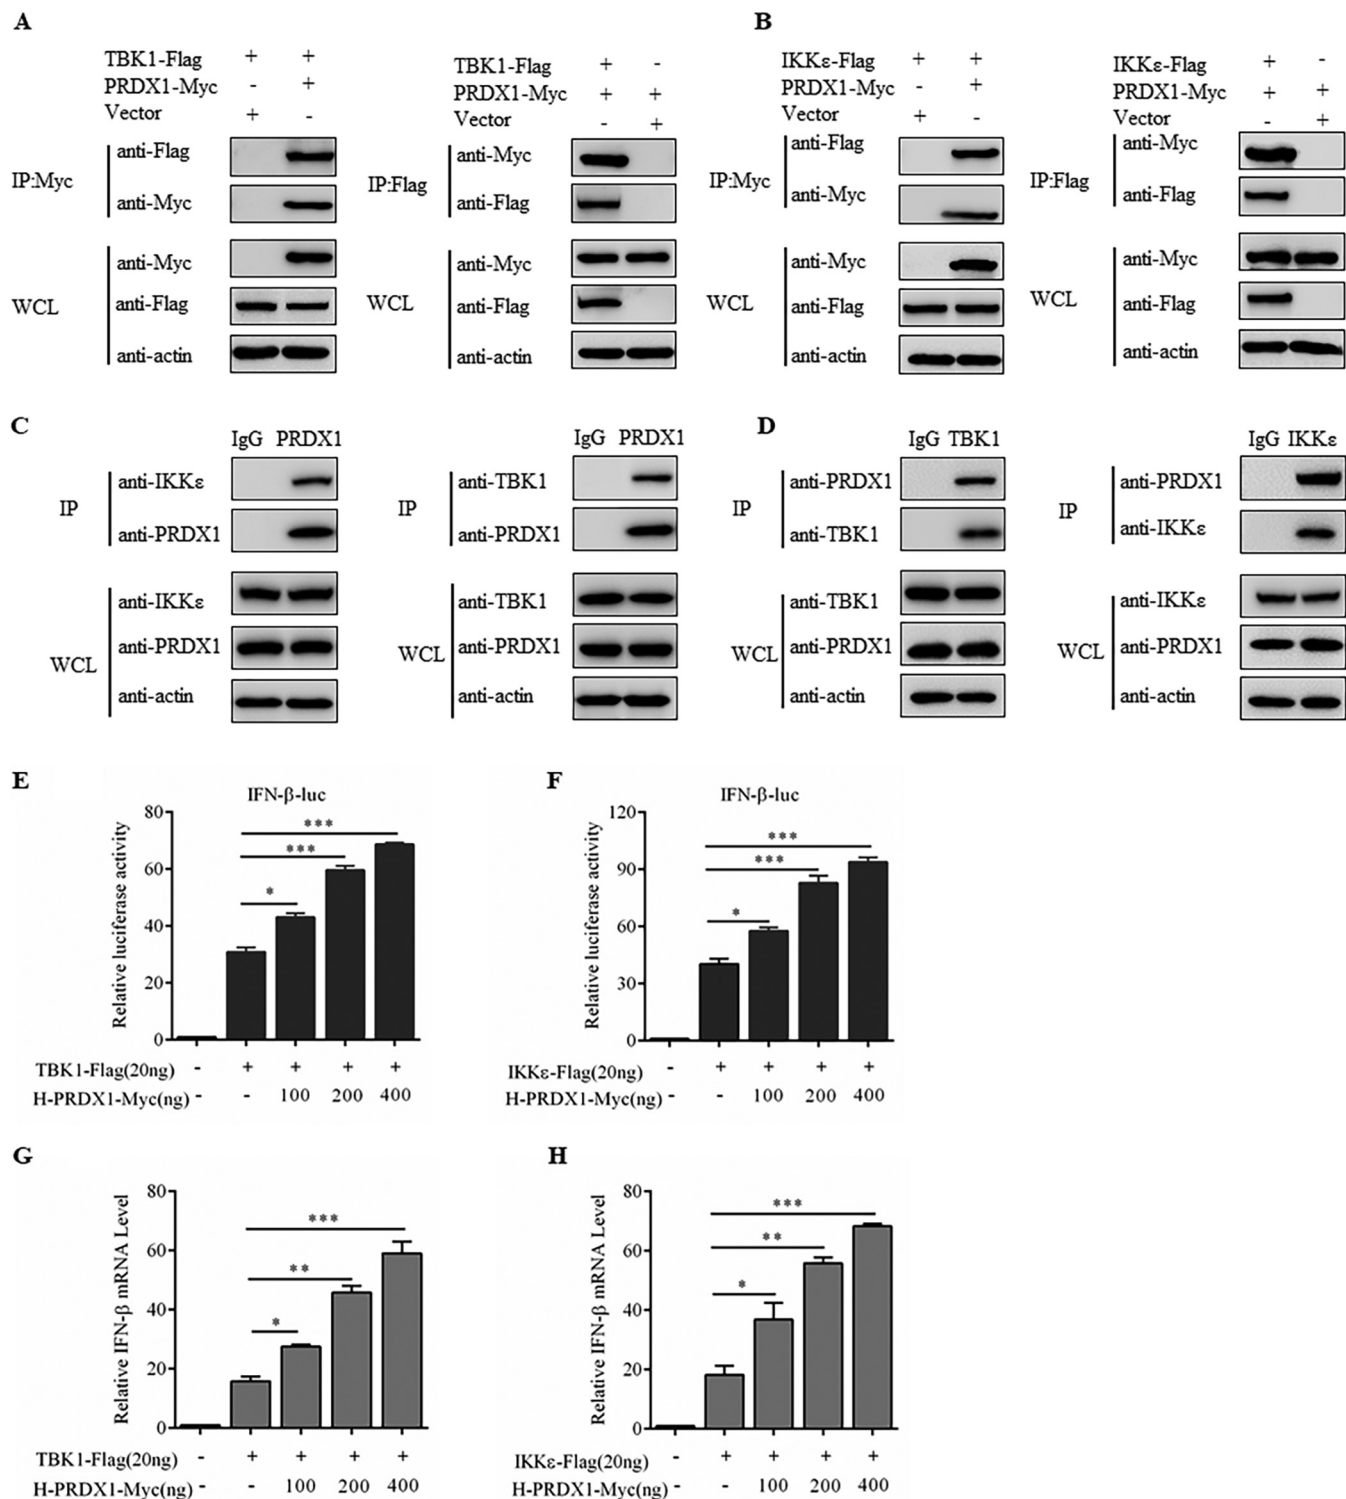 A
TBK1-Flag + +
PRDX1-Myc - +
Vector + -
IP:Myc
anti-Flag
anti-Myc
WCL
anti-Myc
anti-Flag
anti-actin
TBK1-Flag + -
PRDX1-Myc + +
Vector - +
IP:Flag
anti-Myc
anti-Flag
WCL
anti-Myc
anti-Flag
anti-actin
B
IKKε-Flag + +
PRDX1-Myc - +
Vector + -
IP:Myc
anti-Flag
anti-Myc
WCL
anti-Myc
anti-Flag
anti-actin
IKKε-Flag + -
PRDX1-Myc + +
Vector - +
IP:Flag
anti-Myc
anti-Flag
WCL
anti-Myc
anti-Flag
anti-actin
C
IgG PRDX1
IP
anti-IKKε
anti-PRDX1
WCL
anti-IKKε
anti-PRDX1
anti-actin
IgG PRDX1
IP
anti-TBK1
anti-PRDX1
WCL
anti-TBK1
anti-PRDX1
anti-actin
D
IgG TBK1
IP
anti-PRDX1
anti-TBK1
WCL
anti-TBK1
anti-PRDX1
anti-actin
IgG IKKε
IP
anti-PRDX1
anti-IKKε
WCL
anti-IKKε
anti-PRDX1
anti-actin
E
IFN-β-luc
Relative luciferase activity
80
60
40
20
0
***
***
*
TBK1-Flag(20ng) - + + + +
H-PRDX1-Myc(ng) - - 100 200 400
F
IFN-β-luc
Relative luciferase activity
120
90
60
30
0
***
***
*
IKKε-Flag(20ng) - + + + +
H-PRDX1-Myc(ng) - - 100 200 400
G
Relative IFN-β mRNA Level
80
60
40
20
0
***
**
*
TBK1-Flag(20ng) - + + + +
H-PRDX1-Myc(ng) - - 100 200 400
H
Relative IFN-β mRNA Level
80
60
40
20
0
***
**
*
IKKε-Flag(20ng) - + + + +
H-PRDX1-Myc(ng) - - 100 200 400